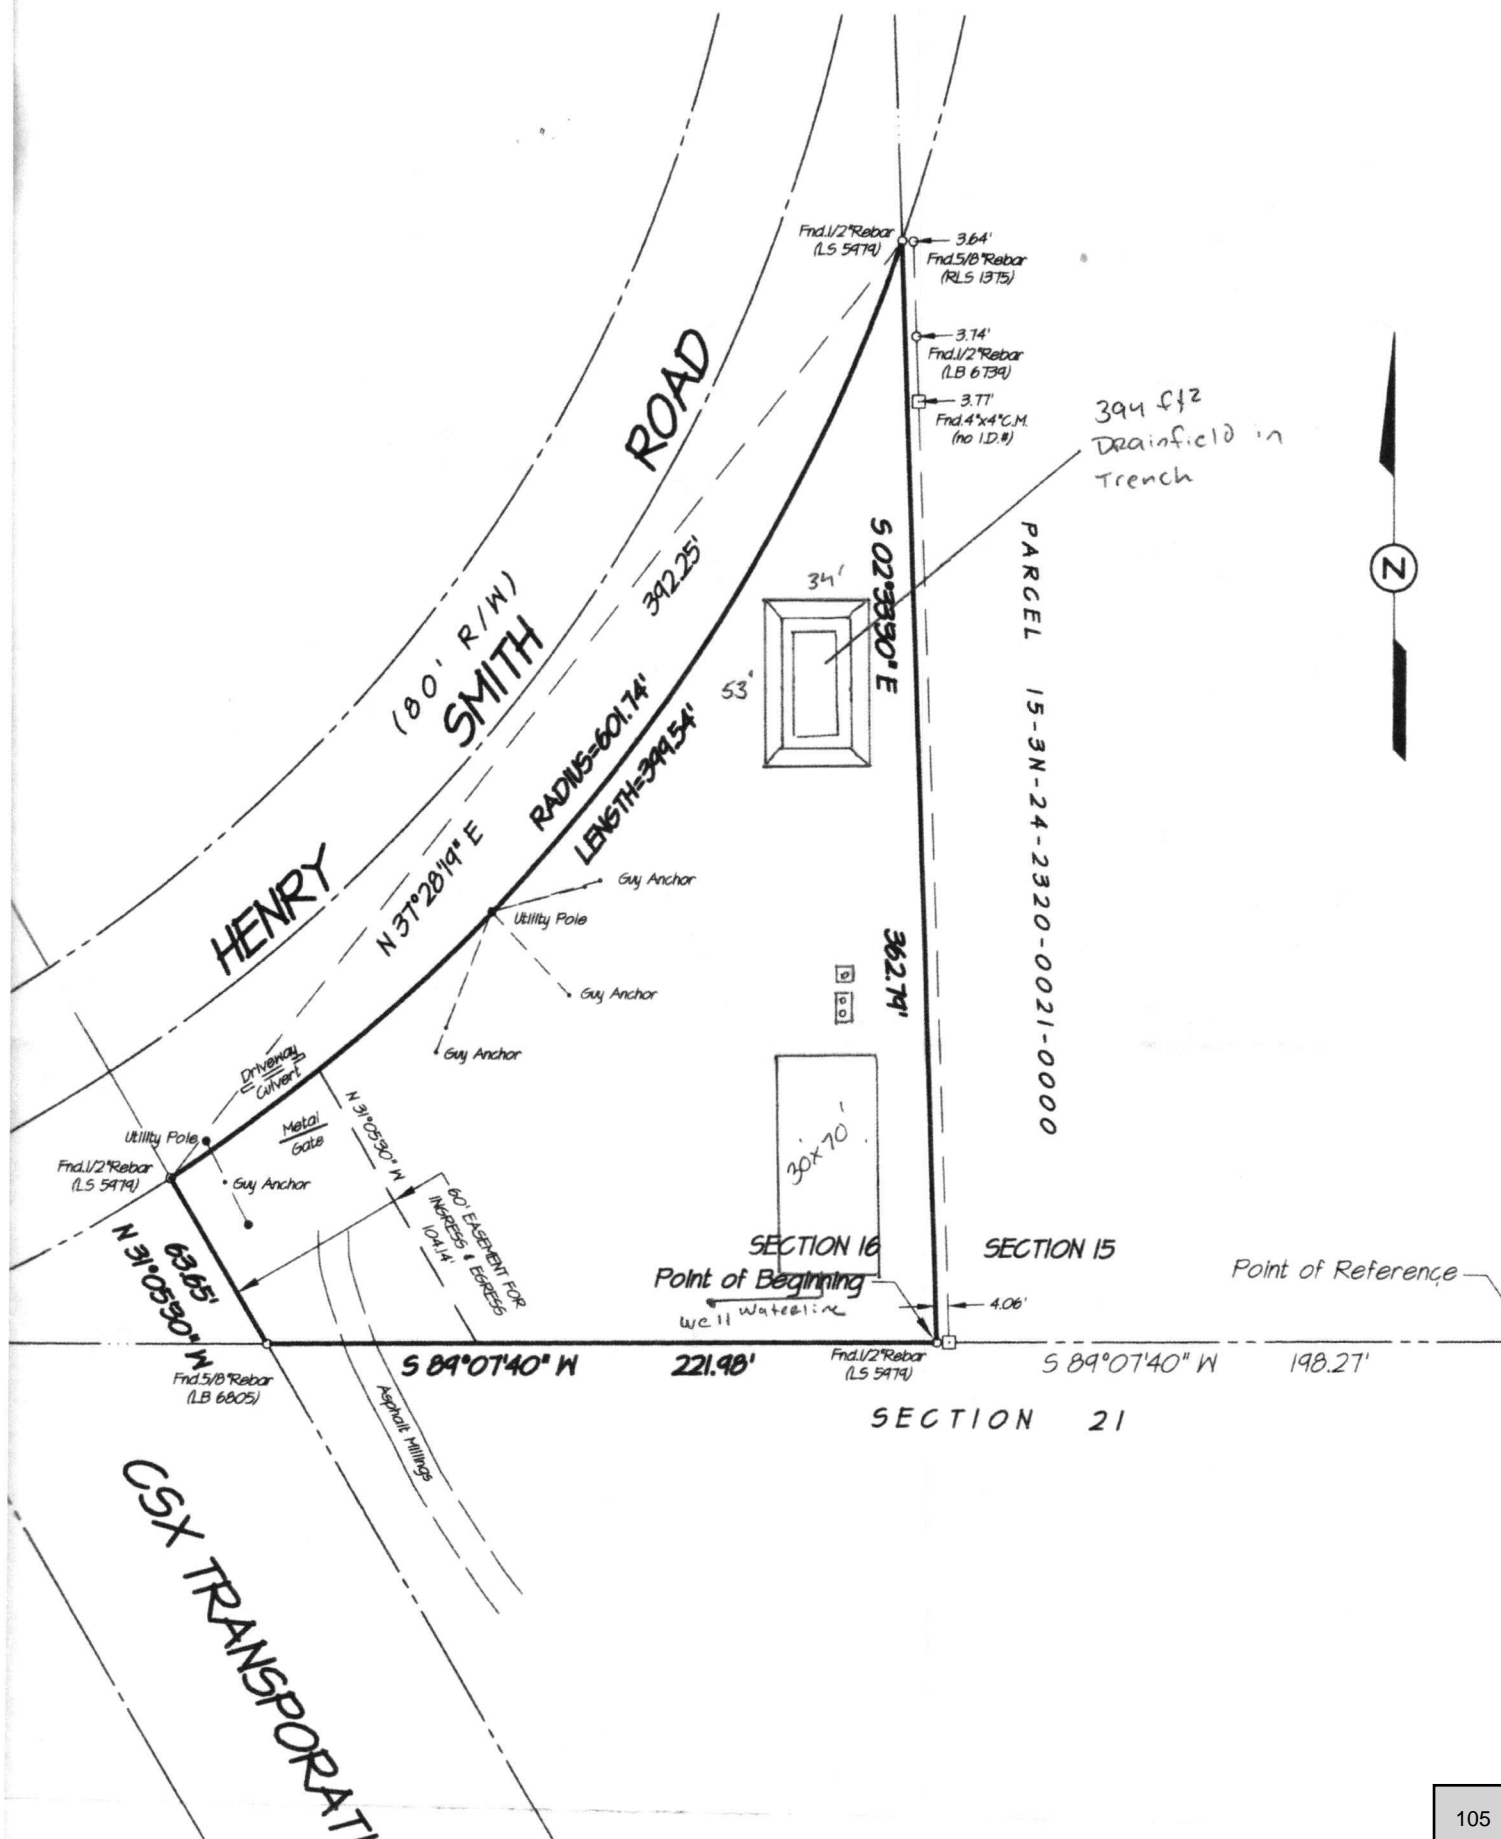 Fnd.1/2"Rebar
(LS 5979)
3.64'
Fnd.5/8"Rebar
(RLS 1375)
3.74'
Fnd.1/2"Rebar
(LB 6739)
3.77'
Fnd.4"x4"C.M.
(no I.D.#)
394 ft2
Drainfield in
Trench
HENRY SMITH ROAD
(80' R/W)
392.25'
N 37°28'19" E
RADIUS=601.74'
LENGTH=399.54'
34'
53'
S 02°33'30" E
362.79'
PARCEL 15-3N-24-2320-0021-0000
N
Guy Anchor
Utility Pole
Guy Anchor
Guy Anchor
Driveway
Culvert
Metal
Gate
N 31°05'30" W
Utility Pole
Fnd.1/2"Rebar
(LS 5979)
Guy Anchor
60' EASEMENT FOR
INGRESS & EGRESS
104.14'
30x70'
N 31°05'30" W
63.65'
SECTION 16
SECTION 15
Point of Beginning
Point of Reference
Well Waterline
4.06'
Fnd.5/8"Rebar
(LB 6805)
S 89°07'40" W
221.98'
Fnd.1/2"Rebar
(LS 5979)
S 89°07'40" W
198.27'
SECTION 21
Asphalt Millings
CSX TRANSPORATI
105